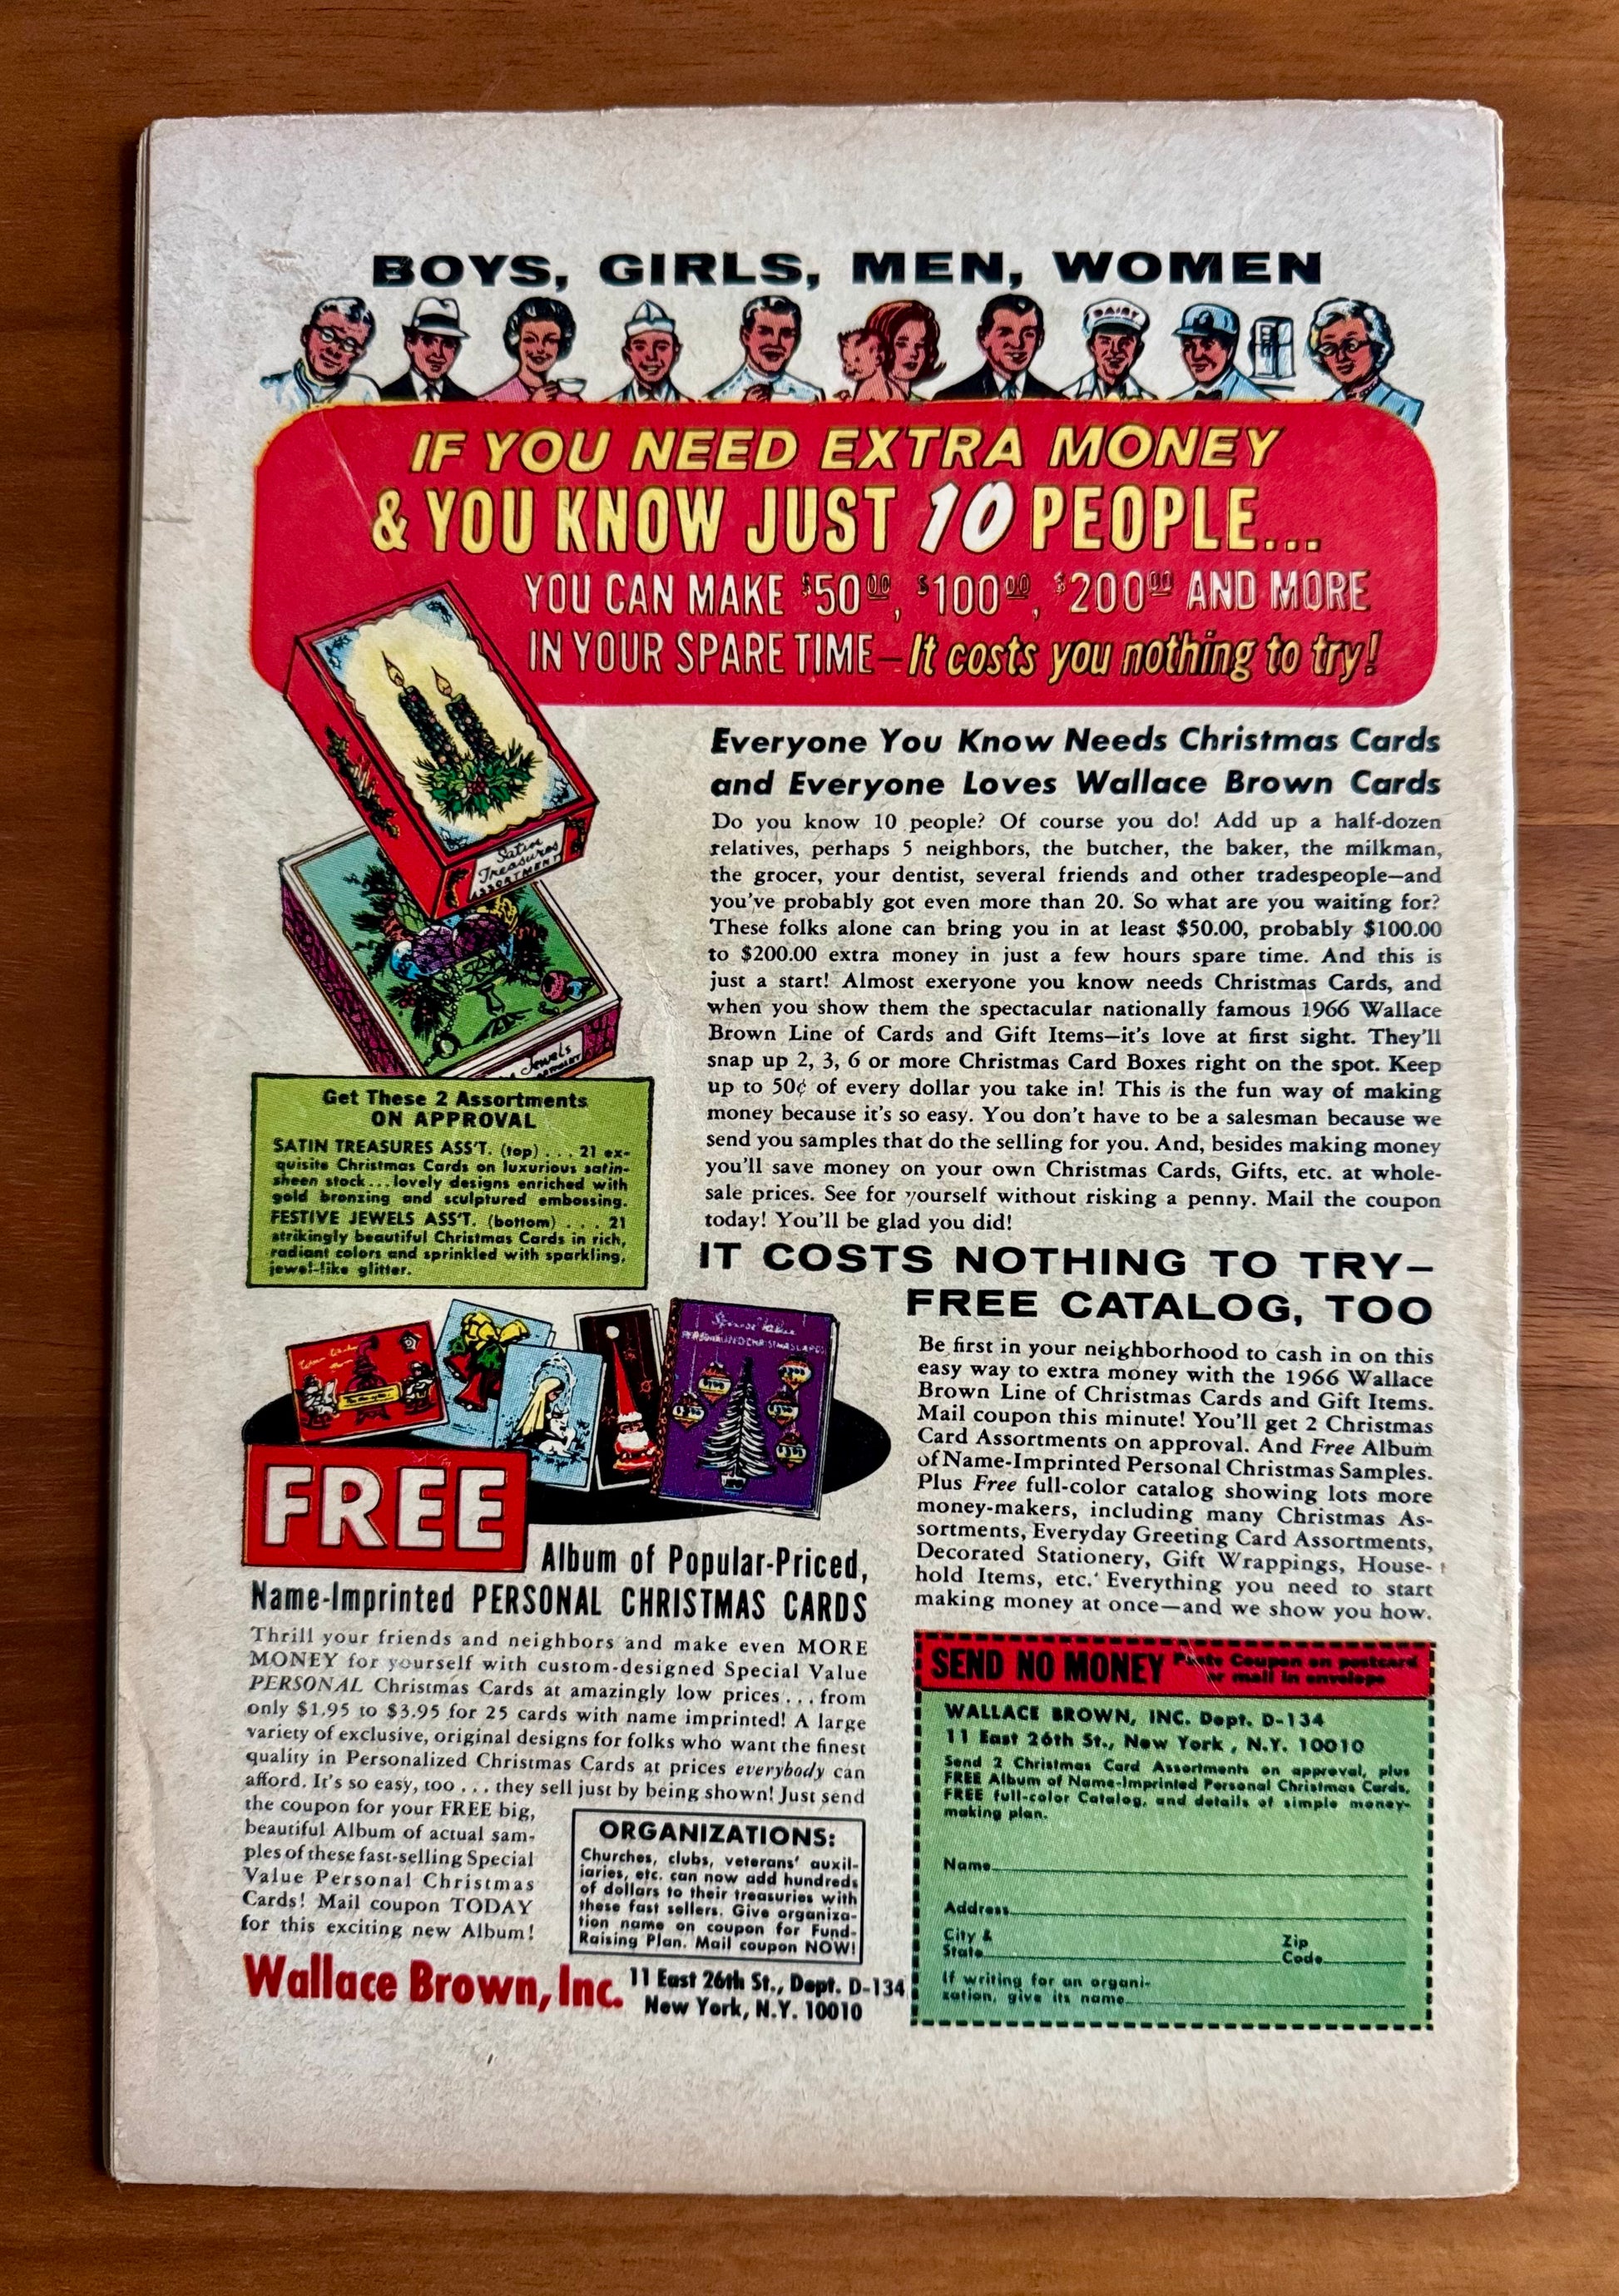 BOYS, GIRLS, MEN, WOMEN
DAIRY
IF YOU NEED EXTRA MONEY
& YOU KNOW JUST 10 PEOPLE...
YOU CAN MAKE $50.00, $100.00, $200.00 AND MORE
IN YOUR SPARE TIME—It costs you nothing to try!
Satin
Treasures
ASSORTMENT
Jewels
Everyone You Know Needs Christmas Cards
and Everyone Loves Wallace Brown Cards
Do you know 10 people? Of course you do! Add up a half-dozen
relatives, perhaps 5 neighbors, the butcher, the baker, the milkman,
the grocer, your dentist, several friends and other tradespeople—and
you've probably got even more than 20. So what are you waiting for?
These folks alone can bring you in at least $50.00, probably $100.00
to $200.00 extra money in just a few hours spare time. And this is
just a start! Almost exeryone you know needs Christmas Cards, and
when you show them the spectacular nationally famous 1966 Wallace
Brown Line of Cards and Gift Items—it's love at first sight. They'll
snap up 2, 3, 6 or more Christmas Card Boxes right on the spot. Keep
up to 50¢ of every dollar you take in! This is the fun way of making
money because it's so easy. You don't have to be a salesman because we
send you samples that do the selling for you. And, besides making money
you'll save money on your own Christmas Cards, Gifts, etc. at whole-
sale prices. See for yourself without risking a penny. Mail the coupon
today! You'll be glad you did!
Get These 2 Assortments
ON APPROVAL
SATIN TREASURES ASS'T. (top) . . . 21 ex-
quisite Christmas Cards on luxurious satin-
sheen stock...lovely designs enriched with
gold bronzing and sculptured embossing.
FESTIVE JEWELS ASS'T. (bottom) . . . 21
strikingly beautiful Christmas Cards in rich,
radiant colors and sprinkled with sparkling,
jewel-like glitter.
IT COSTS NOTHING TO TRY—
FREE CATALOG, TOO
Be first in your neighborhood to cash in on this
easy way to extra money with the 1966 Wallace
Brown Line of Christmas Cards and Gift Items.
Mail coupon this minute! You'll get 2 Christmas
Card Assortments on approval. And Free Album
of Name-Imprinted Personal Christmas Samples.
Plus Free full-color catalog showing lots more
money-makers, including many Christmas As-
sortments, Everyday Greeting Card Assortments,
Decorated Stationery, Gift Wrappings, House-
hold Items, etc. Everything you need to start
making money at once—and we show you how.
PERSONALIZED CHRISTMAS CARDS
FREE
Album of Popular-Priced,
Name-Imprinted PERSONAL CHRISTMAS CARDS
Thrill your friends and neighbors and make even MORE
MONEY for yourself with custom-designed Special Value
PERSONAL Christmas Cards at amazingly low prices...from
only $1.95 to $3.95 for 25 cards with name imprinted! A large
variety of exclusive, original designs for folks who want the finest
quality in Personalized Christmas Cards at prices everybody can
afford. It's so easy, too . . . they sell just by being shown! Just send
the coupon for your FREE big,
beautiful Album of actual sam-
ples of these fast-selling Special
Value Personal Christmas
Cards! Mail coupon TODAY
for this exciting new Album!
ORGANIZATIONS:
Churches, clubs, veterans' auxil-
iaries, etc. can now add hundreds
of dollars to their treasuries with
these fast sellers. Give organiza-
tion name on coupon for Fund-
Raising Plan. Mail coupon NOW!
Wallace Brown, Inc. 11 East 26th St., Dept. D-134
New York, N.Y. 10010
SEND NO MONEY Paste Coupon on postcard
or mail in envelope
WALLACE BROWN, INC. Dept. D-134
11 East 26th St., New York , N.Y. 10010
Send 2 Christmas Card Assortments on approval, plus
FREE Album of Name-Imprinted Personal Christmas Cards,
FREE full-color Catalog, and details of simple money-
making plan.
Name
Address
City &
State
Zip
Code
If writing for an organi-
zation, give its name